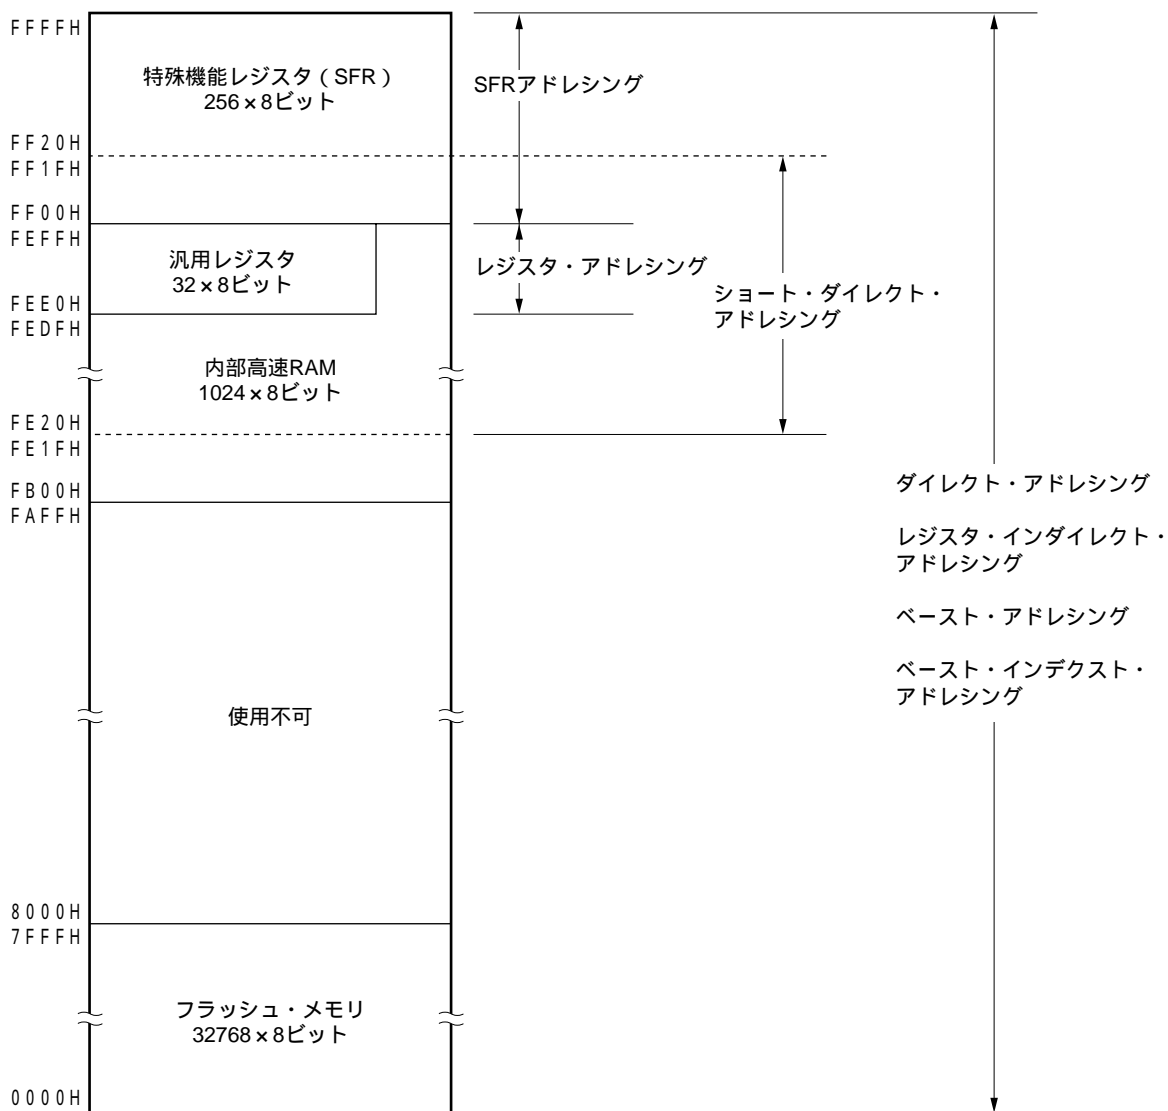 FFFFH
特殊機能レジスタ(SFR)
256×8ビット
SFRアドレシング
FF20H
FF1FH
FF00H
FEFFH
汎用レジスタ
32×8ビット
レジスタ・アドレシング
ショート・ダイレクト・
アドレシング
FEE0H
FEDFH
内部高速RAM
1024×8ビット
FE20H
FE1FH
FB00H
FAFFH
ダイレクト・アドレシング
レジスタ・インダイレクト・
アドレシング
ベースト・アドレシング
ベースト・インデクスト・
アドレシング
使用不可
8000H
7FFFH
フラッシュ・メモリ
32768×8ビット
0000H